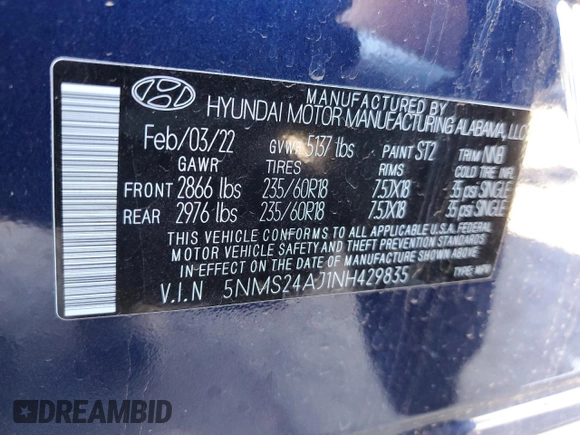 MANUFACTURED BY
HYUNDAI MOTOR MANUFACTURING ALABAMA, LLC
Feb/03/22 GVWR 5137 lbs PAINT ST2 TRIM NNB
GAWR TIRES RIMS COLD TIRE INFL
FRONT 2866 lbs 235/60R18 7.5JX18 35 psi SINGLE
REAR 2976 lbs 235/60R18 7.5JX18 35 psi SINGLE
THIS VEHICLE CONFORMS TO ALL APPLICABLE U.S.A. FEDERAL
MOTOR VEHICLE SAFETY AND THEFT PREVENTION STANDARDS IN
EFFECT ON THE DATE OF MANUFACTURE SHOWN ABOVE.
V.I.N 5NMS24AJ1NH429835 TYPE: MPV
DREAMBID